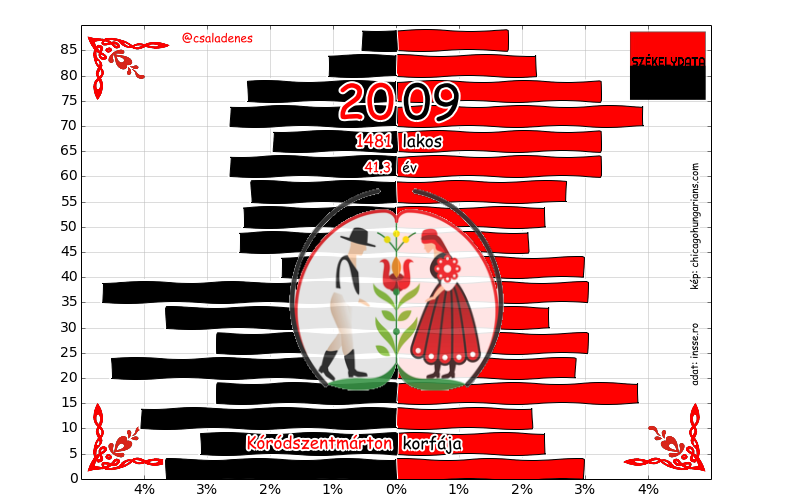 @csaladenes
SZÉKELYDATA
2009
1481 lakos
41.3 év
kép: chicagohungarians.com
adat: insse.ro
Kóródszentmárton korfája
85
80
75
70
65
60
55
50
45
40
35
30
25
20
15
10
5
0
4% 3% 2% 1% 0% 1% 2% 3% 4%